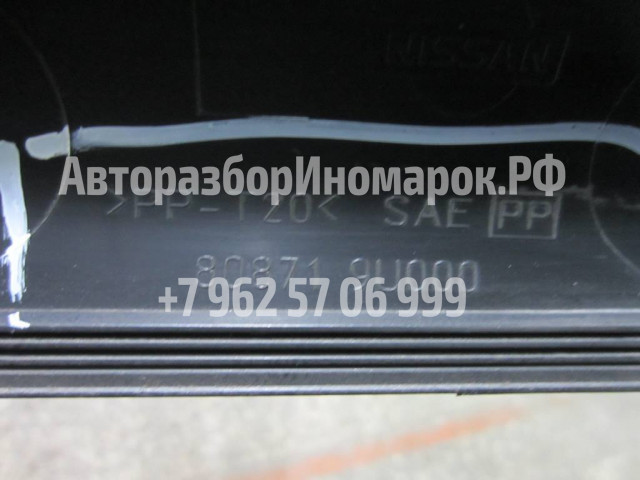 NISSAN
АвторазборИномарок.РФ
>PP-T20< SAE PP
80871 9U000
+7 962 57 06 999